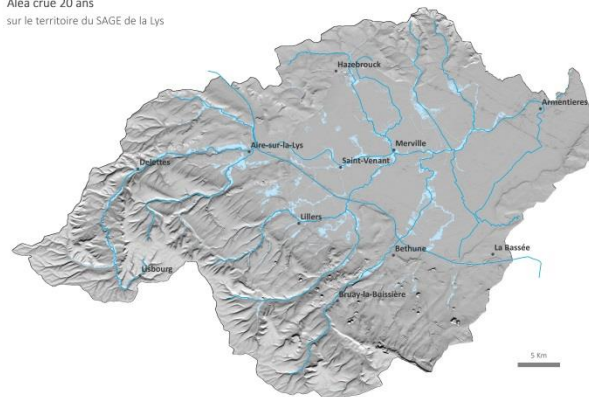 Aléa crue 20 ans
sur le territoire du SAGE de la Lys
Hazebrouck
Armentieres
Aire-sur-la-Lys
Merville
Delettes
Saint-Venant
Lillers
Bethune
La Bassée
Lisbourg
Bruay-la-Boissière
5 Km